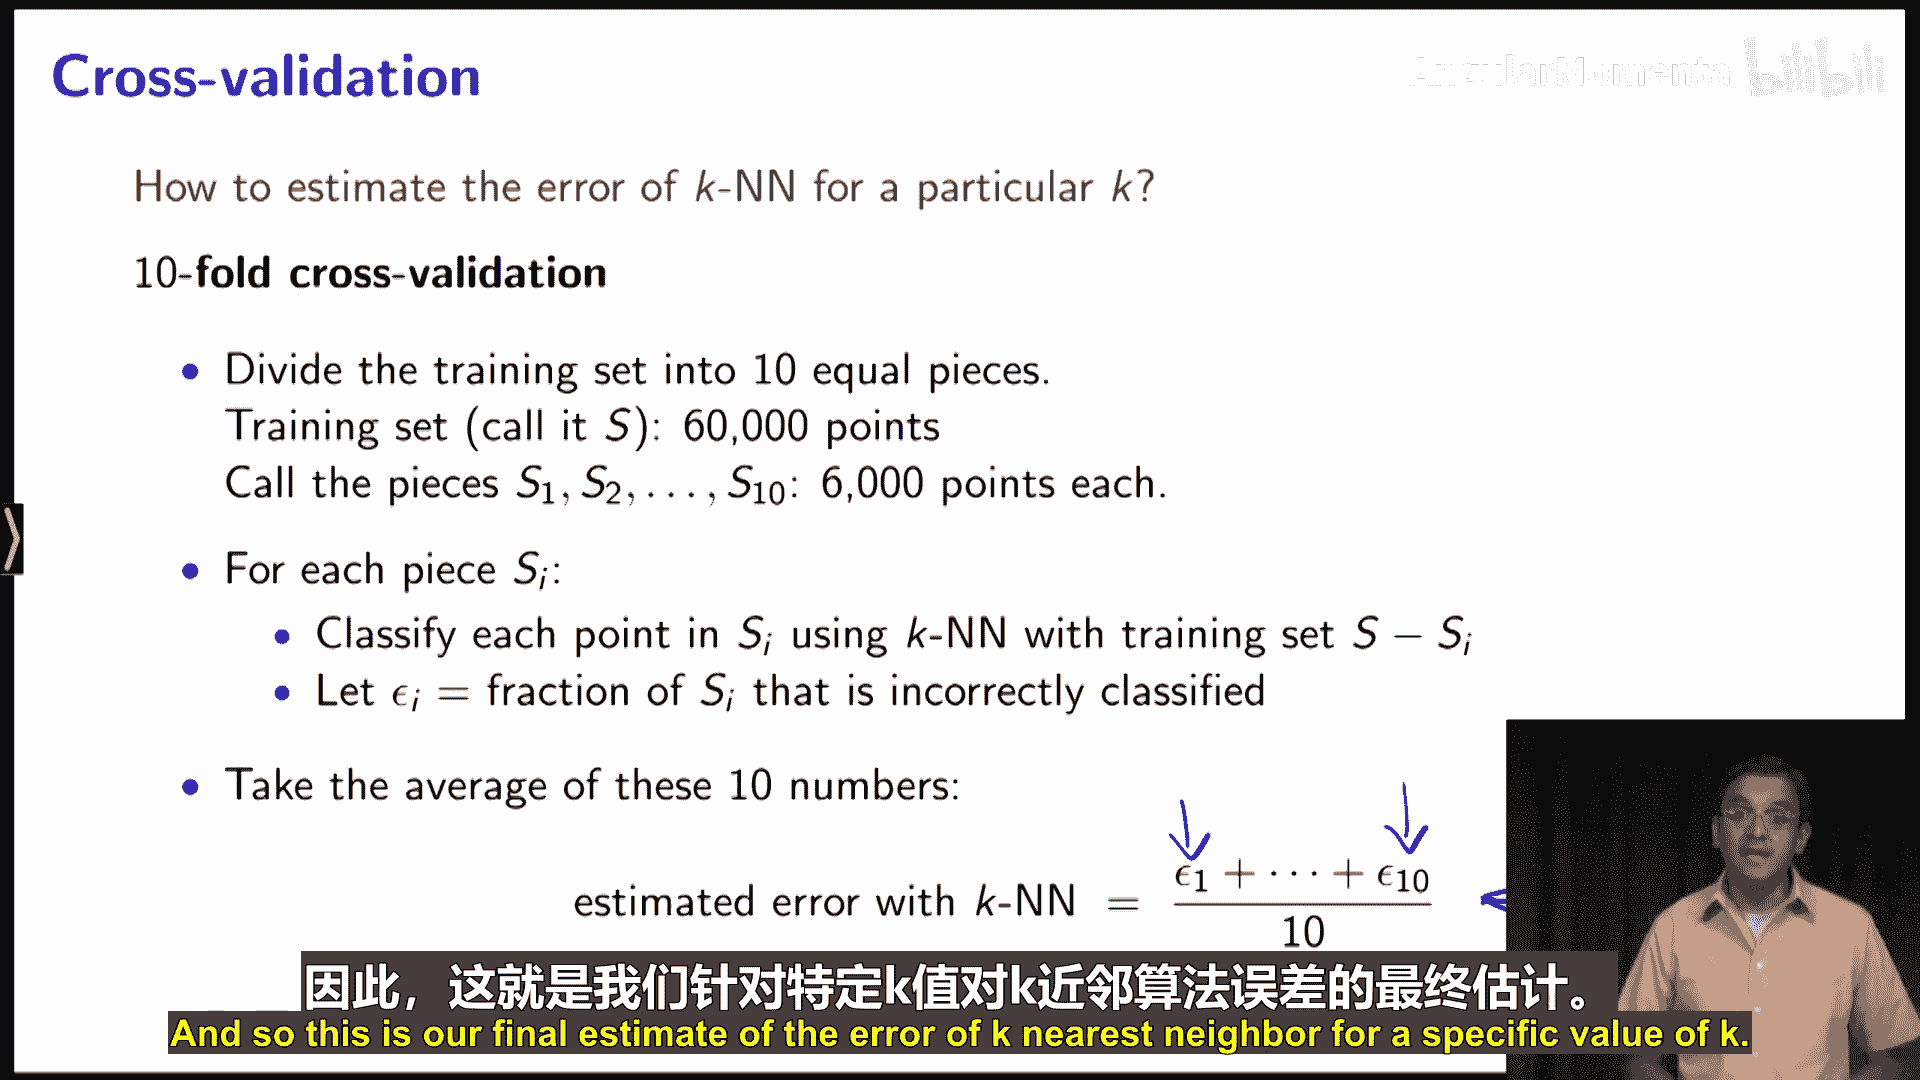 Cross-validation
bilibili
How to estimate the error of k-NN for a particular k?
10-fold cross-validation
• Divide the training set into 10 equal pieces.
Training set (call it S): 60,000 points
Call the pieces S₁, S₂, . . . , S₁₀: 6,000 points each.
• For each piece Sᵢ:
• Classify each point in Sᵢ using k-NN with training set S − Sᵢ
• Let ϵᵢ = fraction of Sᵢ that is incorrectly classified
• Take the average of these 10 numbers:
estimated error with k-NN = (ϵ₁ + · · · + ϵ₁₀) / 10
因此，这就是我们针对特定k值对k近邻算法误差的最终估计。
And so this is our final estimate of the error of k nearest neighbor for a specific value of k.